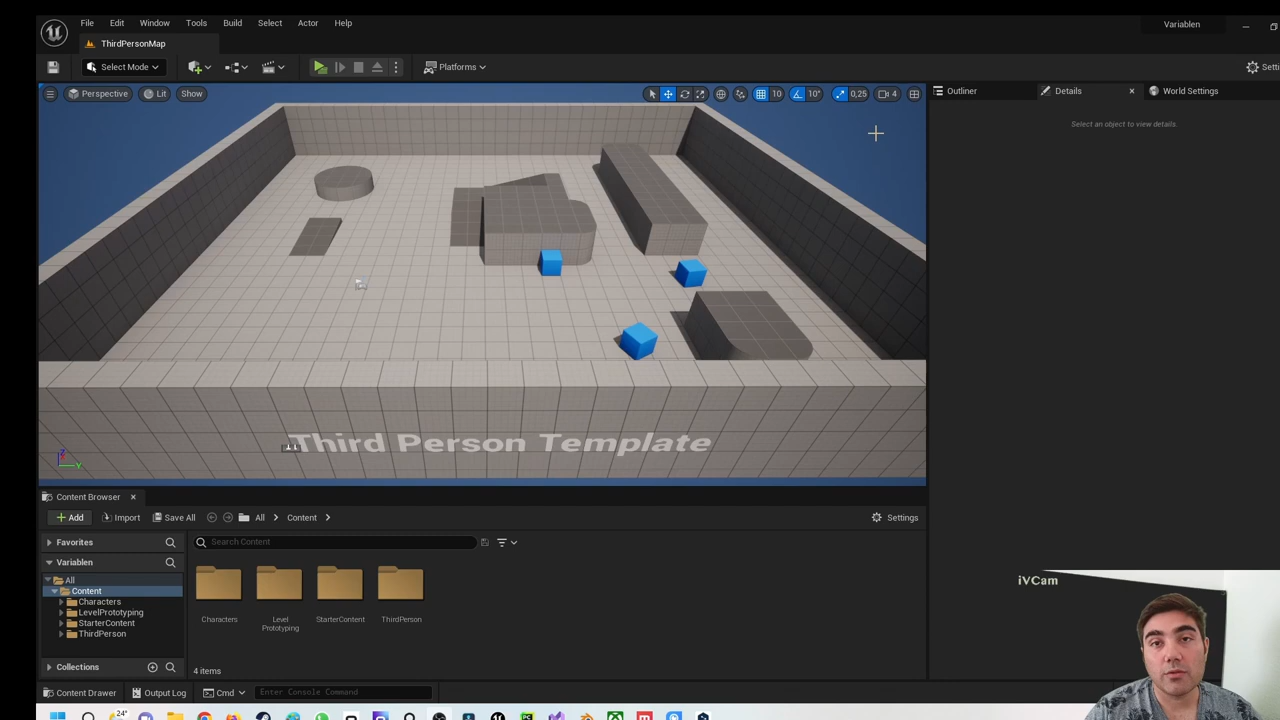 File Edit Window Tools Build Select Actor Help
Variablen
ThirdPersonMap
Select Mode
Platforms
Perspective Lit Show
10 10° 0,25 4
Outliner Details World Settings
Select an object to view details.
Third Person Template
Z
Y
Content Browser
Add Import Save All All Content Settings
Favorites
Search Content
Variablen
All
Content
Characters
LevelPrototyping
StarterContent
ThirdPerson
Characters
Level
Prototyping
StarterContent
ThirdPerson
iVCam
Collections
4 items
Content Drawer Output Log Cmd Enter Console Command
24°